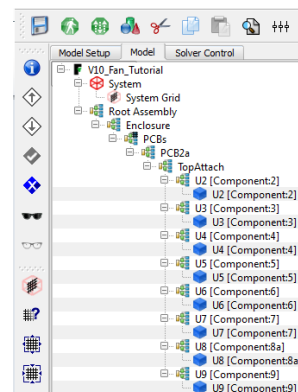 Model Setup Model Solver Control
V10_Fan_Tutorial
System
System Grid
Root Assembly
Enclosure
PCBs
PCB2a
TopAttach
U2 [Component:2]
U2 [Component:2]
U3 [Component:3]
U3 [Component:3]
U4 [Component:4]
U4 [Component:4]
U5 [Component:5]
U5 [Component:5]
U6 [Component:6]
U6 [Component:6]
U7 [Component:7]
U7 [Component:7]
U8 [Component:8a]
U8 [Component:8a
U9 [Component:9]
U9 [Component:9]
#?